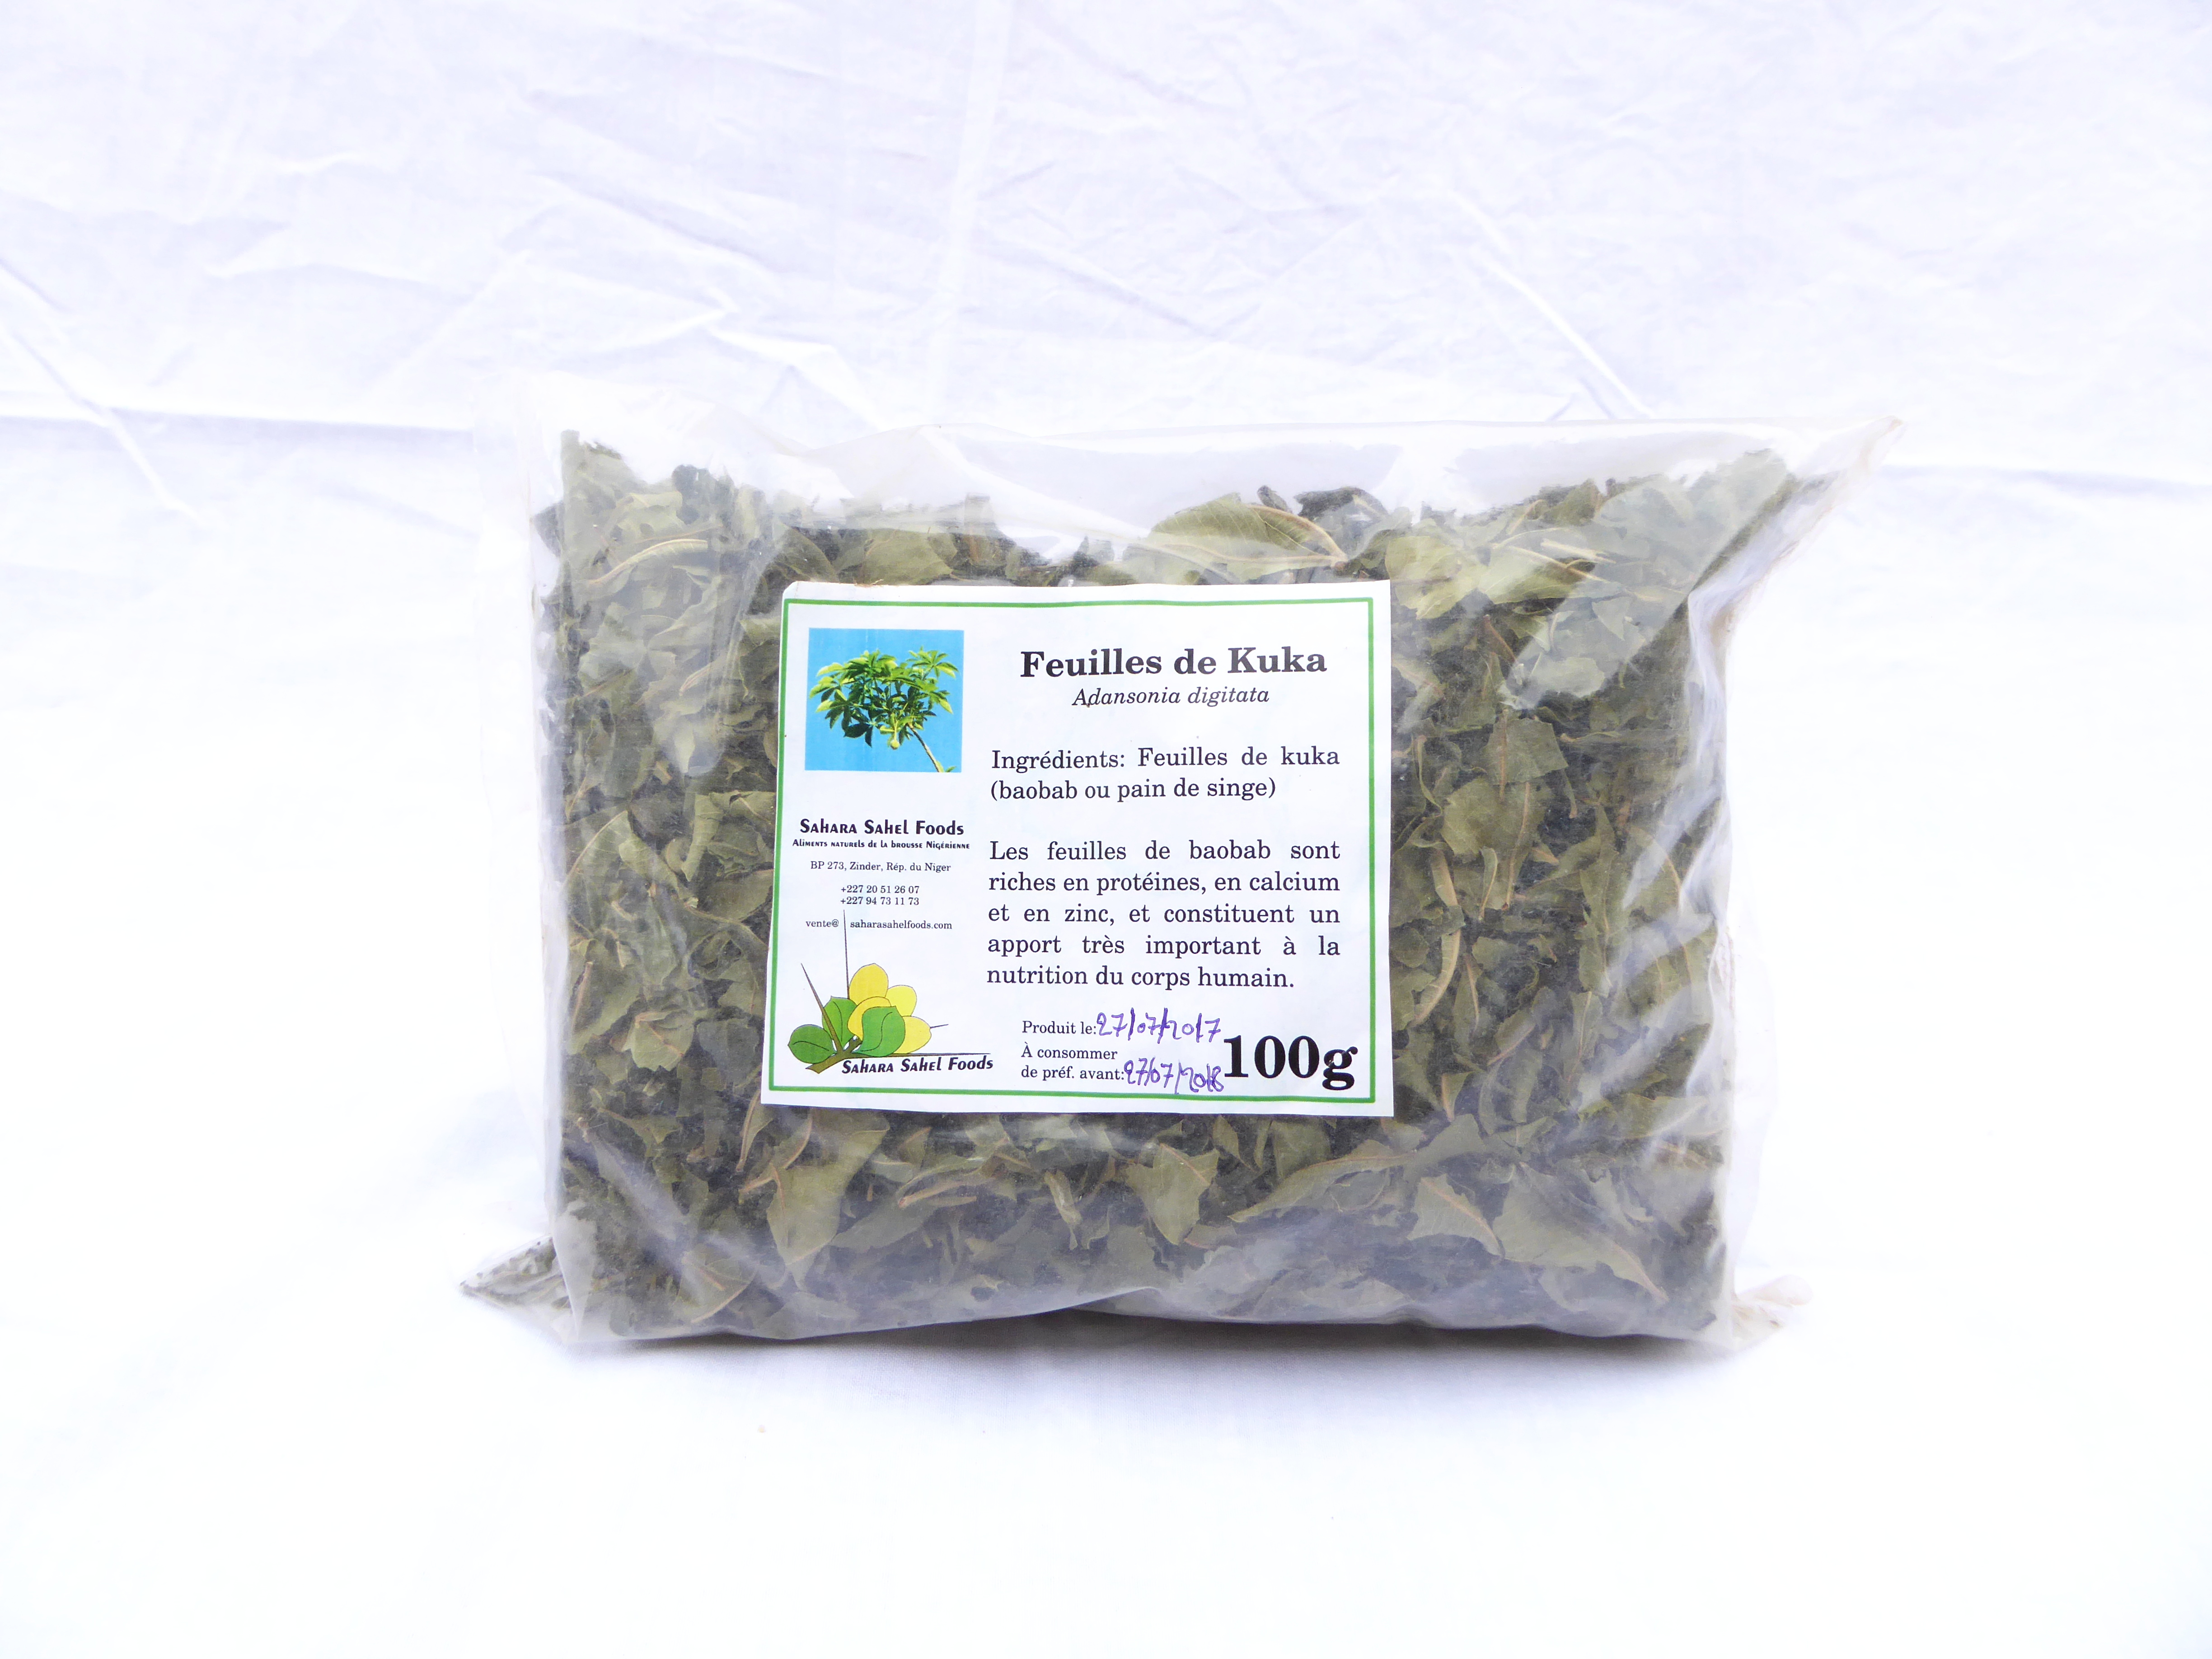 Feuilles de Kuka
Adansonia digitata
Ingrédients: Feuilles de kuka
(baobab ou pain de singe)
Les feuilles de baobab sont
riches en protéines, en calcium
et en zinc, et constituent un
apport très important à la
nutrition du corps humain.
Produit le: 27/07/2017
À consommer
de préf. avant: 27/07/2018
100g
Sahara Sahel Foods
Aliments naturels de la brousse Nigérienne
BP 273, Zinder, Rép. du Niger
+227 20 51 26 07
+227 94 73 11 73
vente@ saharasahelfoods.com
Sahara Sahel Foods